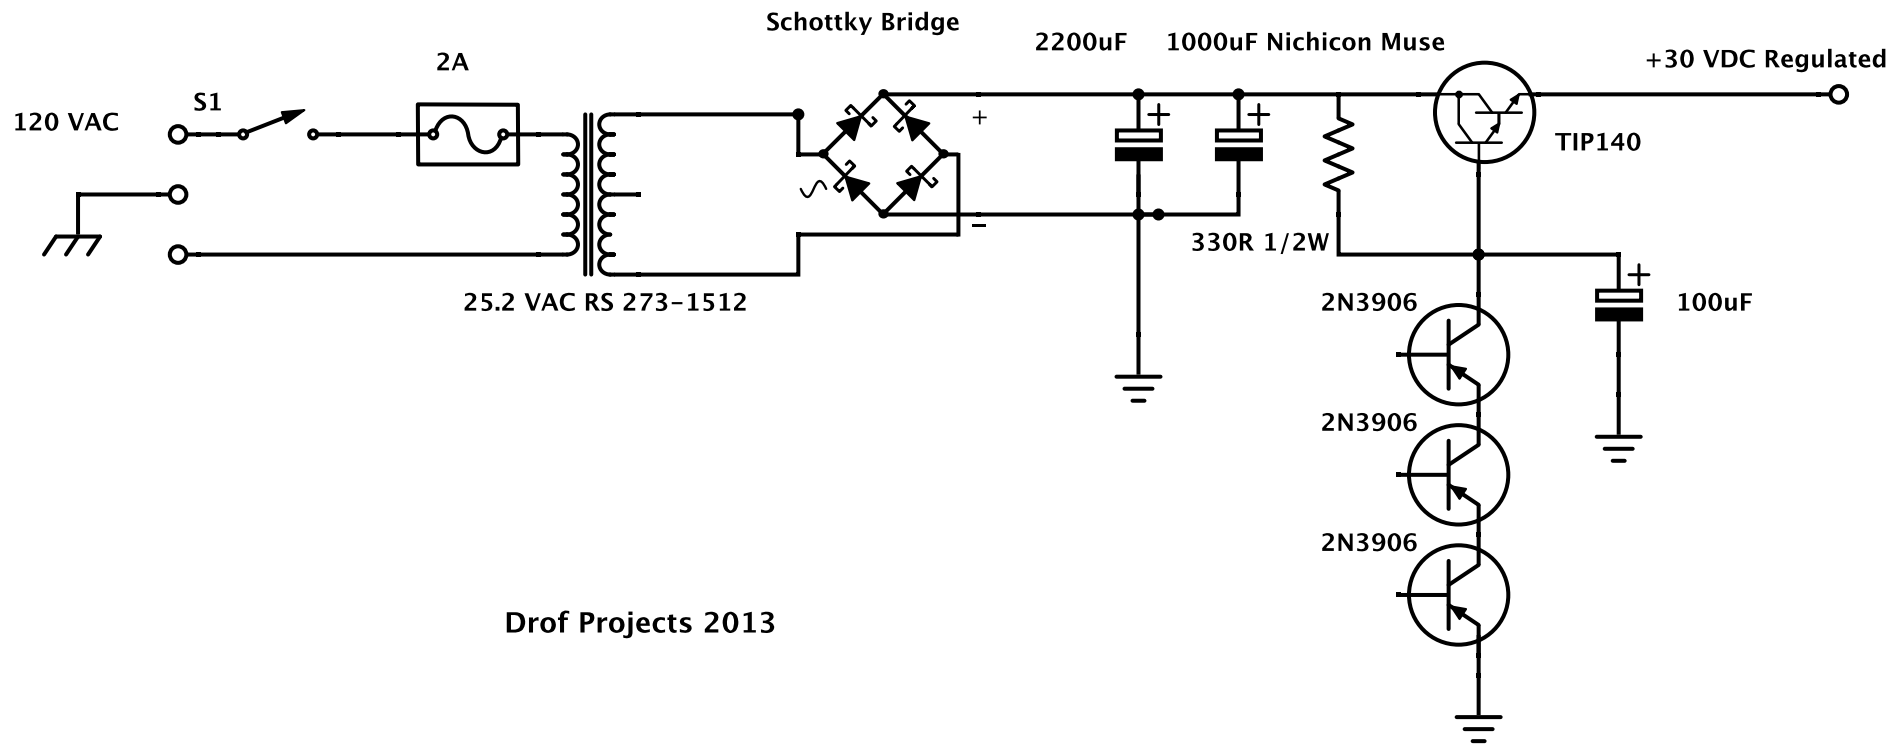 Schottky Bridge
2200uF
1000uF Nichicon Muse
+30 VDC Regulated
2A
S1
120 VAC
+
+
+
TIP140
−
330R 1/2W
25.2 VAC RS 273-1512
2N3906
+
100uF
2N3906
2N3906
Drof Projects 2013